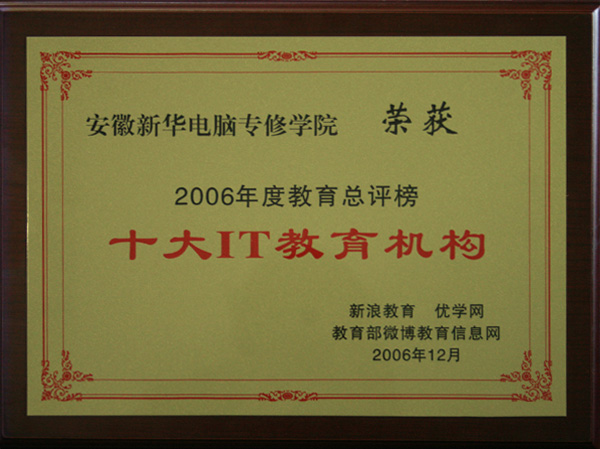 安徽新华电脑专修学院 荣获
2006年度教育总评榜
十大IT教育机构
新浪教育 优学网
教育部微博教育信息网
2006年12月